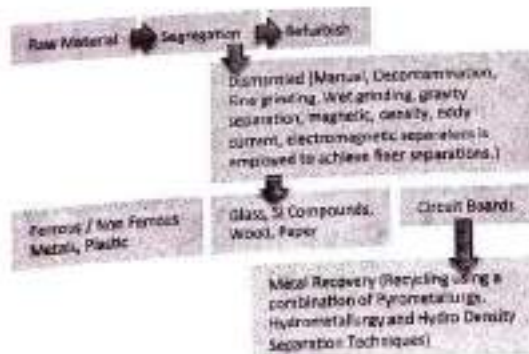 Raw Material Segregation Refurbish
Dismantled (Manual, Decontamination,
Fine grinding, Wet grinding, gravity
separation, magnetic, density, eddy
current, electromagnetic separators is
employed to achieve finer separations.)
Ferrous / Non Ferrous
Metals, Plastic
Glass, Si Compounds,
Wood, Paper
Circuit Boards
Metal Recovery (Recycling using a
combination of Pyrometallurgy,
Hydrometallurgy and Hydro Density
Separation Techniques)